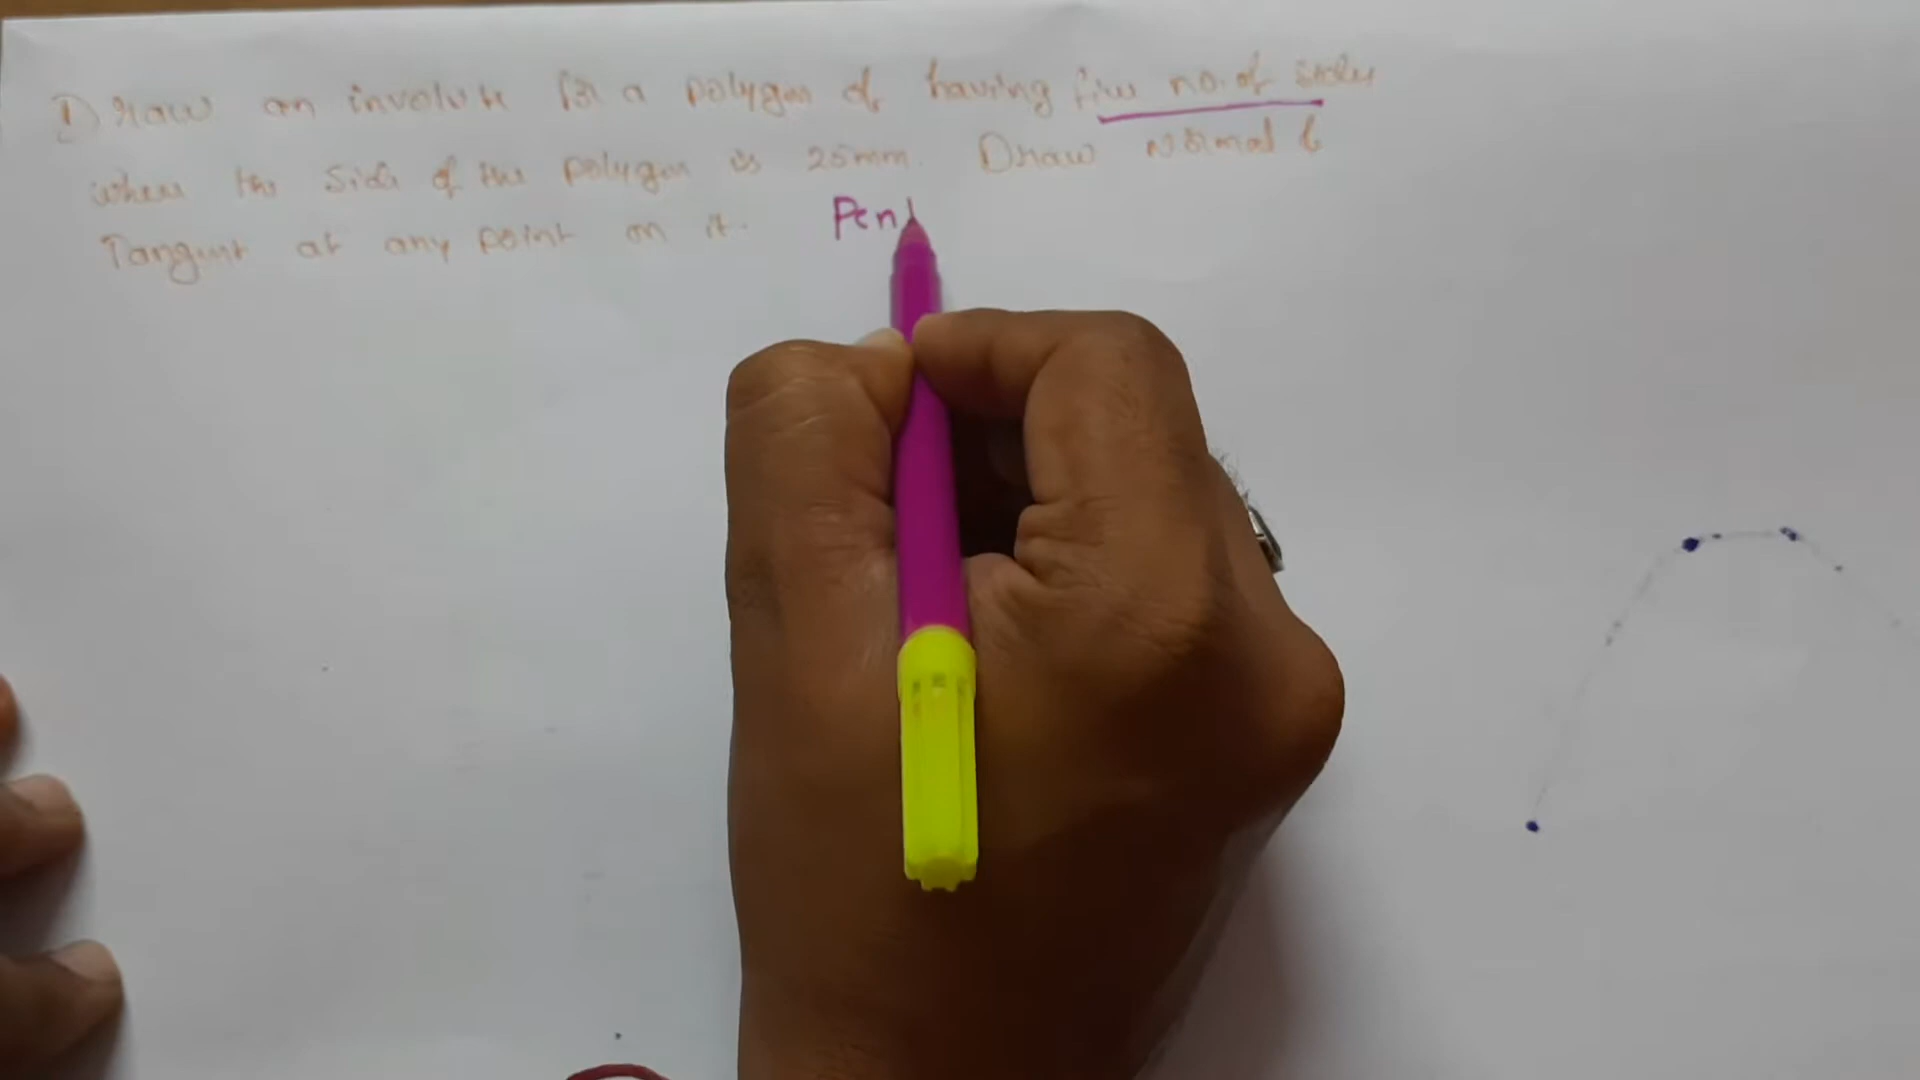 Draw an involute for a polygon of having five no. of sides
where the side of the polygon is 25mm. Draw normal &
Tangent at any point on it. Pent